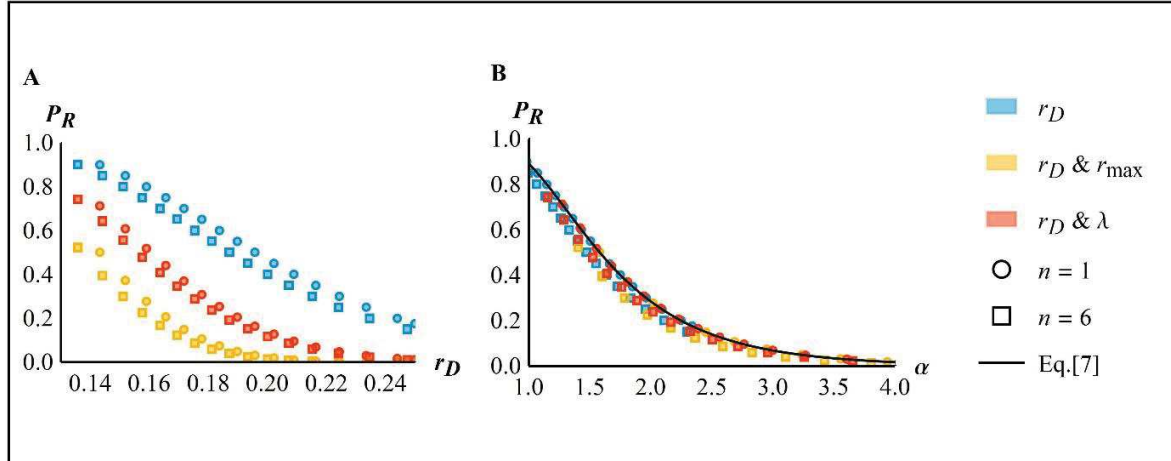 A
P_R
1.0
0.8
0.6
0.4
0.2
0.0
0.14 0.16 0.18 0.20 0.22 0.24
r_D
B
P_R
1.0
0.8
0.6
0.4
0.2
0.0
1.0 1.5 2.0 2.5 3.0 3.5 4.0
α
r_D
r_D & r_max
r_D & λ
n = 1
n = 6
Eq.[7]